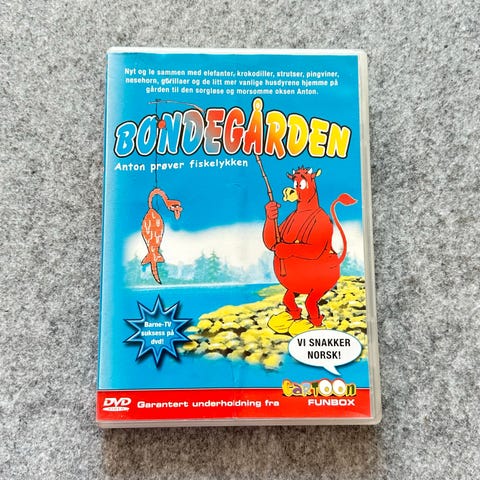 Nyt og le sammen med elefanter, krokodiller, strutser, pingviner,
nesehorn, gorillaer og de litt mer vanlige husdyrene hjemme på
gården til den sorgløse og morsomme oksen Anton.
BONDEGÅRDEN
Anton prøver fiskelykken
Barne-TV
suksess på
dvd!
VI SNAKKER
NORSK!
DVD
VIDEO
Garantert underholdning fra
CARTOON
FUNBOX